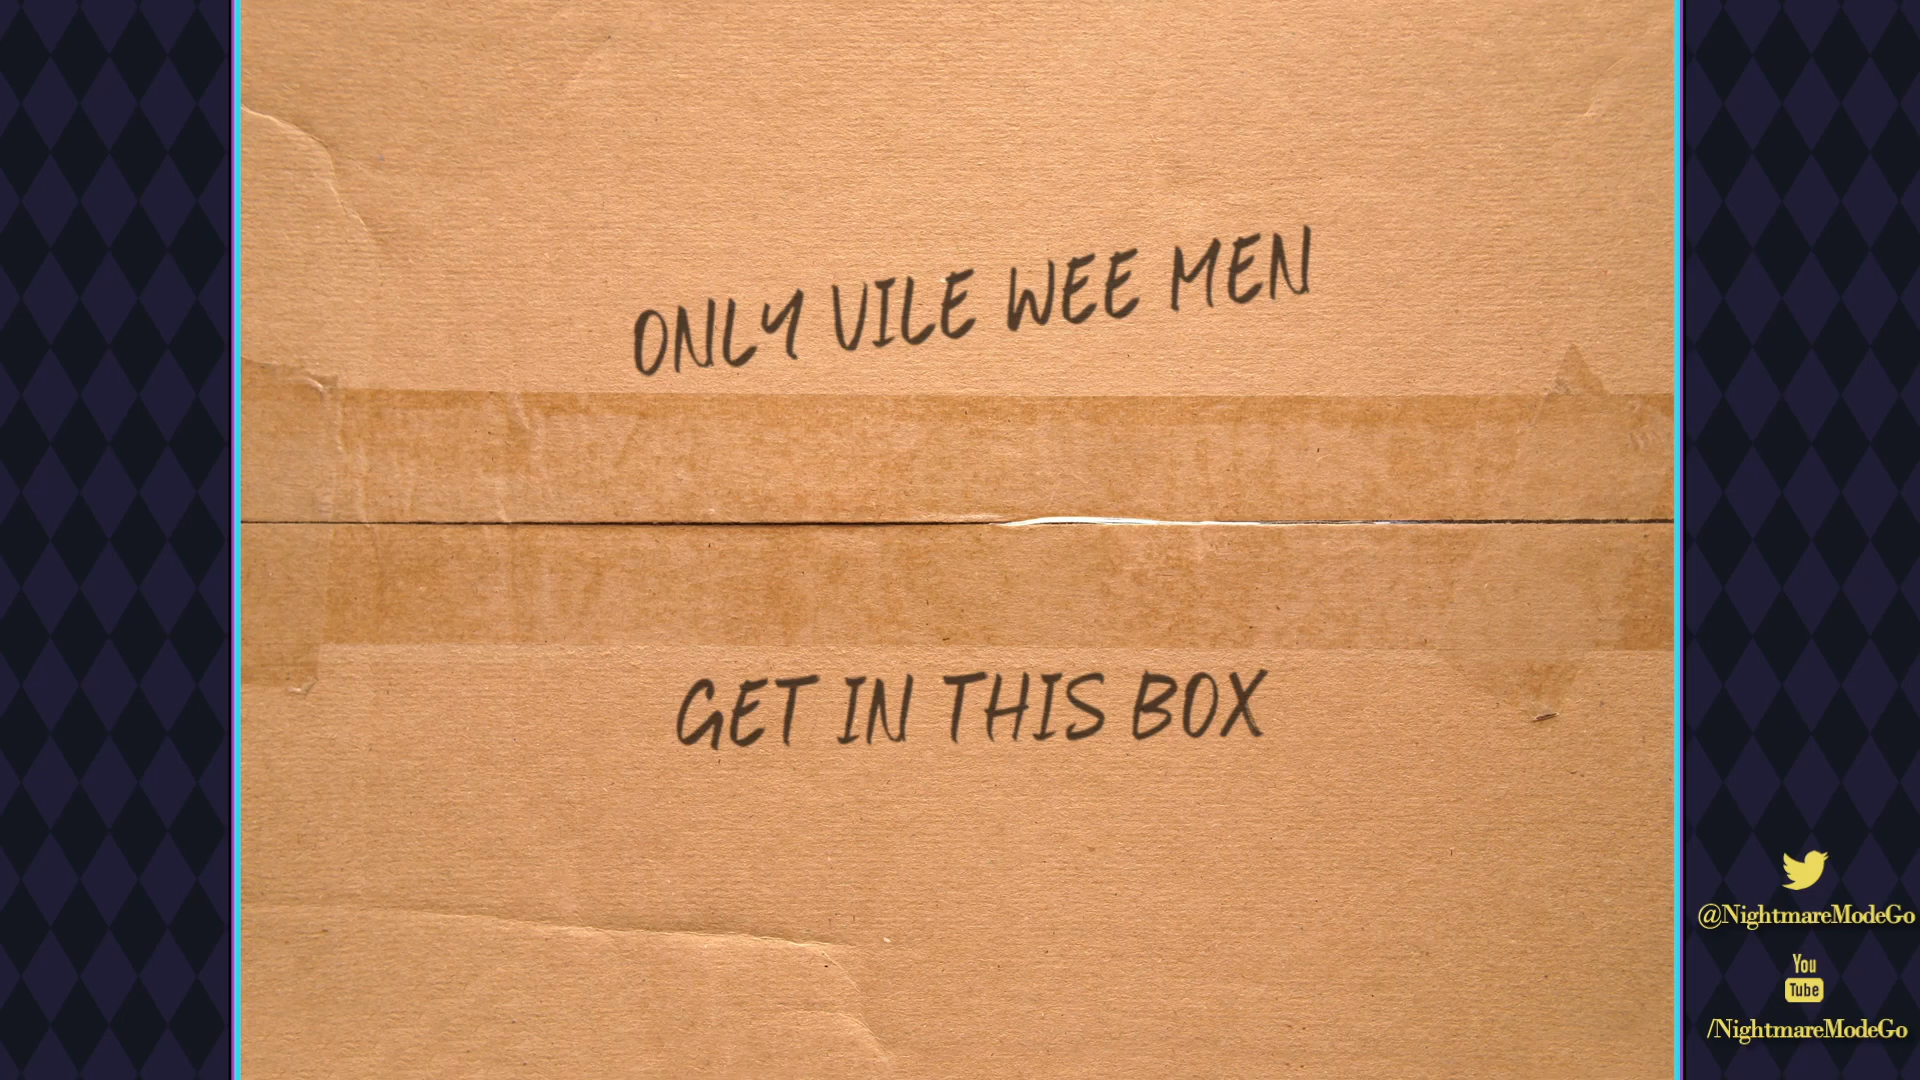 ONLY VILE WEE MEN
GET IN THIS BOX
@NightmareModeGo
You
Tube
/NightmareModeGo